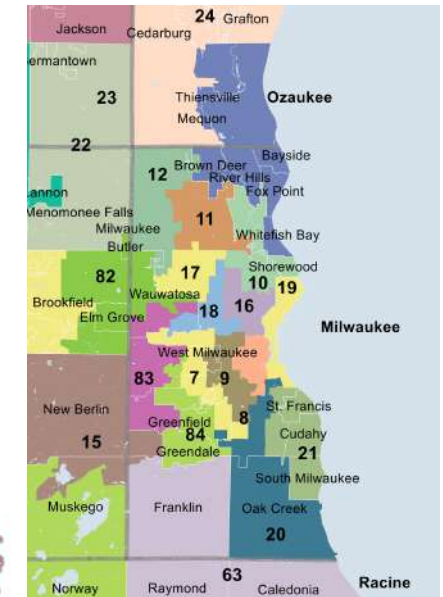 24 Grafton
Jackson
Cedarburg
ermantown
23
Thiensville
Ozaukee
Mequon
22
Bayside
12
Brown Deer
River Hills
annon
Fox Point
Menomonee Falls
11
Milwaukee
Whitefish Bay
Butler
Shorewood
82
17
10
19
Wauwatosa
Brookfield
18
16
Elm Grove
Milwaukee
West Milwaukee
83
7
9
New Berlin
St. Francis
Greenfield
8
84
Cudahy
15
Greendale
21
South Milwaukee
Muskego
Franklin
Oak Creek
20
63
Racine
Norway
Raymond
Caledonia